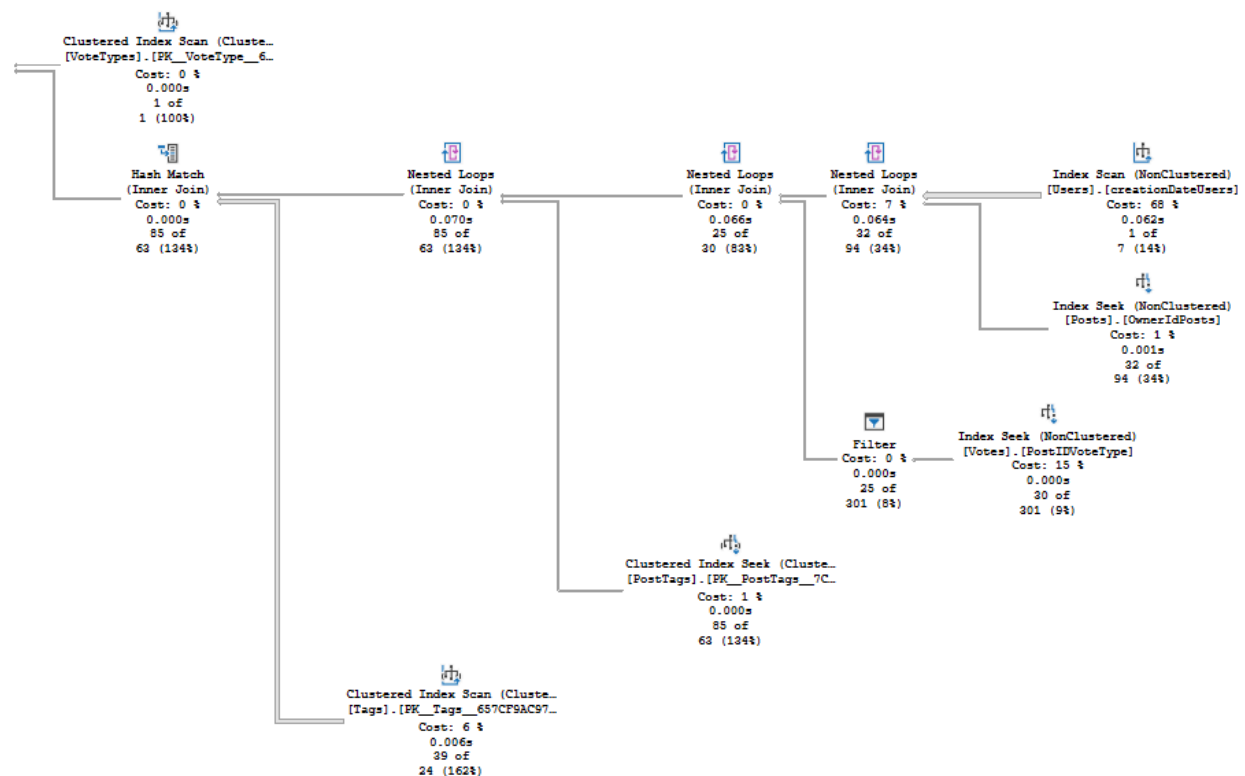 Clustered Index Scan (Cluste…
[VoteTypes].[PK__VoteType__6…
Cost: 0 %
0.000s
1 of
1 (100%)
Hash Match
(Inner Join)
Cost: 0 %
0.000s
85 of
63 (134%)
Nested Loops
(Inner Join)
Cost: 0 %
0.070s
85 of
63 (134%)
Nested Loops
(Inner Join)
Cost: 0 %
0.066s
25 of
30 (83%)
Nested Loops
(Inner Join)
Cost: 7 %
0.064s
32 of
94 (34%)
Index Scan (NonClustered)
[Users].[creationDateUsers]
Cost: 68 %
0.062s
1 of
7 (14%)
Index Seek (NonClustered)
[Posts].[OwnerIdPosts]
Cost: 1 %
0.001s
32 of
94 (34%)
Filter
Cost: 0 %
0.000s
25 of
301 (8%)
Index Seek (NonClustered)
[Votes].[PostIDVoteType]
Cost: 15 %
0.000s
30 of
301 (9%)
Clustered Index Seek (Cluste…
[PostTags].[PK__PostTags__7C…
Cost: 1 %
0.000s
85 of
63 (134%)
Clustered Index Scan (Cluste…
[Tags].[PK__Tags__657CF9AC97…
Cost: 6 %
0.006s
39 of
24 (162%)